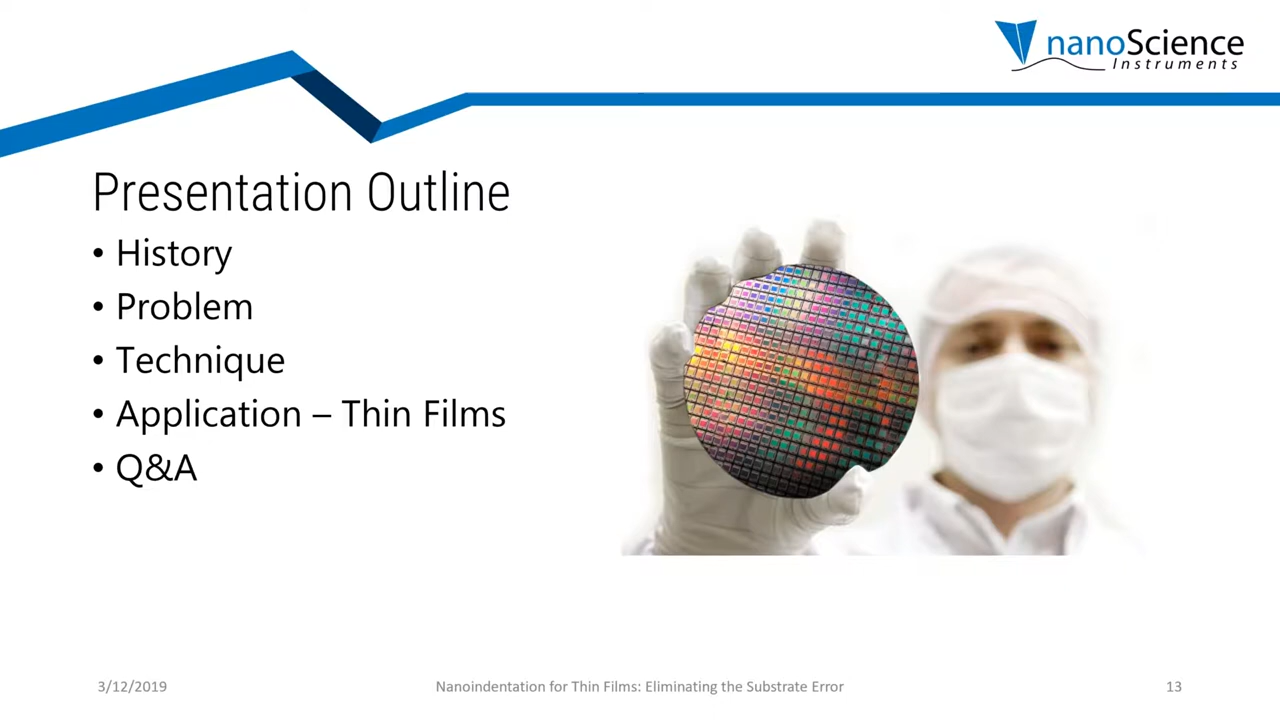 nanoScience
Instruments
Presentation Outline
• History
• Problem
• Technique
• Application – Thin Films
• Q&A
3/12/2019
Nanoindentation for Thin Films: Eliminating the Substrate Error
13